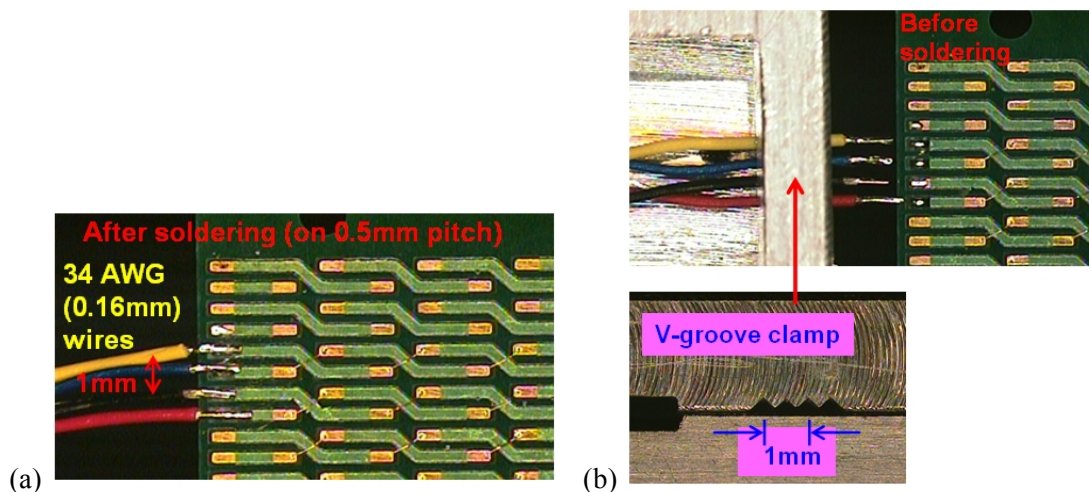 After soldering (on 0.5mm pitch)
34 AWG
(0.16mm)
wires
1mm
(a)
Before
soldering
V-groove clamp
1mm
(b)